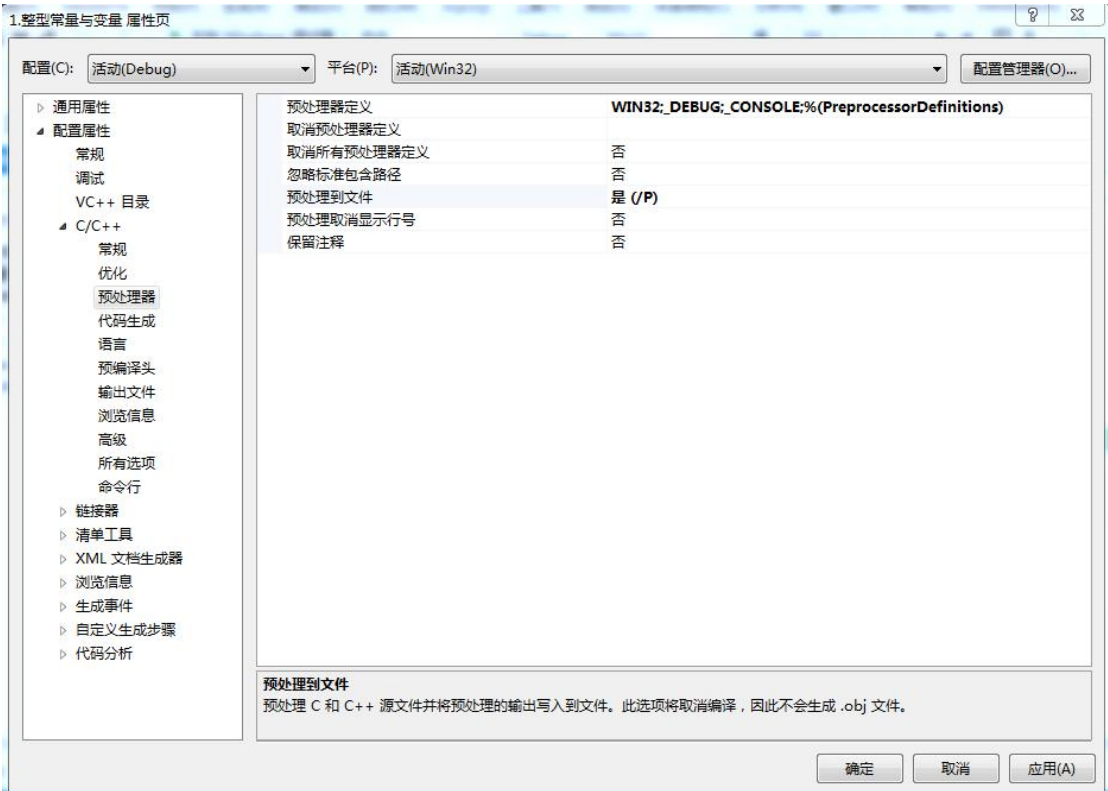 1.整型常量与变量 属性页
配置(C): 活动(Debug) 平台(P): 活动(Win32) 配置管理器(O)...
通用属性
配置属性
常规
调试
VC++ 目录
C/C++
常规
优化
预处理器
代码生成
语言
预编译头
输出文件
浏览信息
高级
所有选项
命令行
链接器
清单工具
XML 文档生成器
浏览信息
生成事件
自定义生成步骤
代码分析
预处理器定义 WIN32;_DEBUG;_CONSOLE;%(PreprocessorDefinitions)
取消预处理器定义
取消所有预处理器定义 否
忽略标准包含路径 否
预处理到文件 是 (/P)
预处理取消显示行号 否
保留注释 否
预处理到文件
预处理 C 和 C++ 源文件并将预处理的输出写入到文件。此选项将取消编译，因此不会生成 .obj 文件。
确定 取消 应用(A)